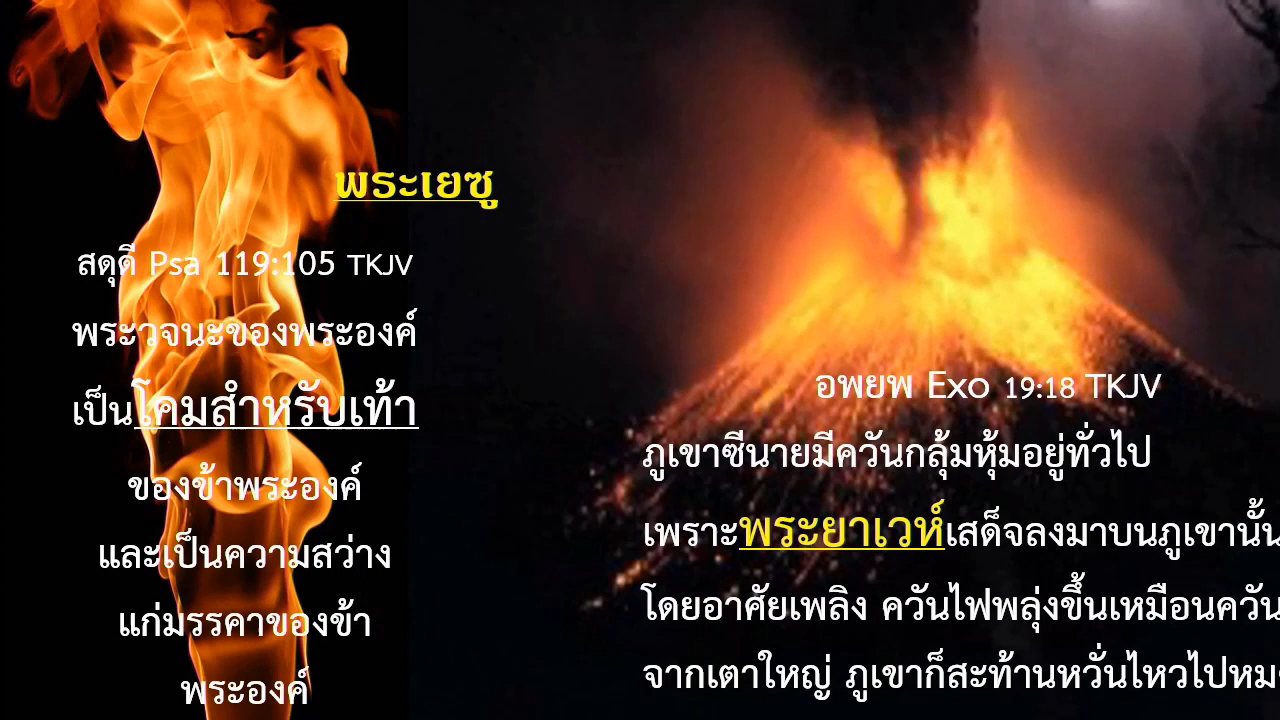 พระเยซู
สดุดี Psa 119:105 TKJV
พระวจนะของพระองค์
เป็นโคมสำหรับเท้า
ของข้าพระองค์
และเป็นความสว่าง
แก่มรรคาของข้า
พระองค์
อพยพ Exo 19:18 TKJV
ภูเขาซีนายมีควันกลุ้มหุ้มอยู่ทั่วไป
เพราะพระยาเวห์เสด็จลงมาบนภูเขานั้น
โดยอาศัยเพลิง ควันไฟพลุ่งขึ้นเหมือนควัน
จากเตาใหญ่ ภูเขาก็สะท้านหวั่นไหวไปหม